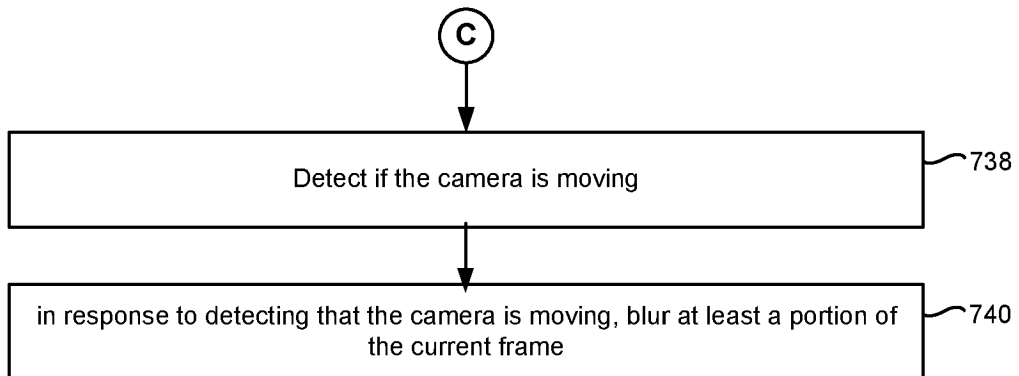 C
Detect if the camera is moving
738
in response to detecting that the camera is moving, blur at least a portion of
the current frame
740